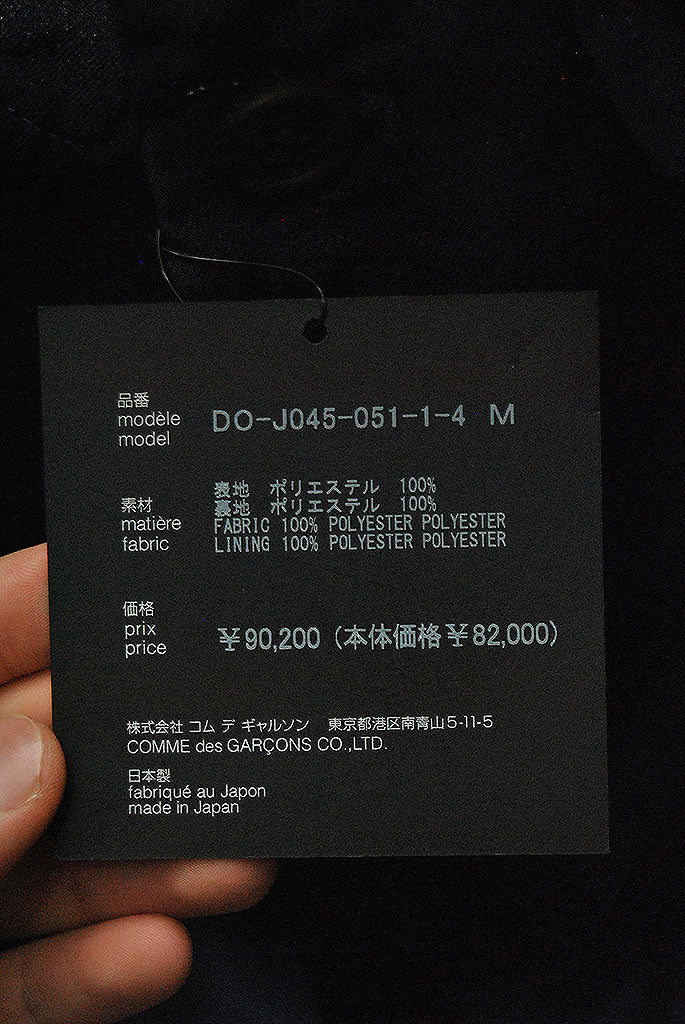 品番
modèle
model
DO-J045-051-1-4 M
素材
matière
fabric
表地 ポリエステル 100%
裏地 ポリエステル 100%
FABRIC 100% POLYESTER POLYESTER
LINING 100% POLYESTER POLYESTER
価格
prix
price
¥90,200 (本体価格¥82,000)
株式会社 コム デ ギャルソン 東京都港区南青山5-11-5
COMME des GARÇONS CO.,LTD.
日本製
fabriqué au Japon
made in Japan